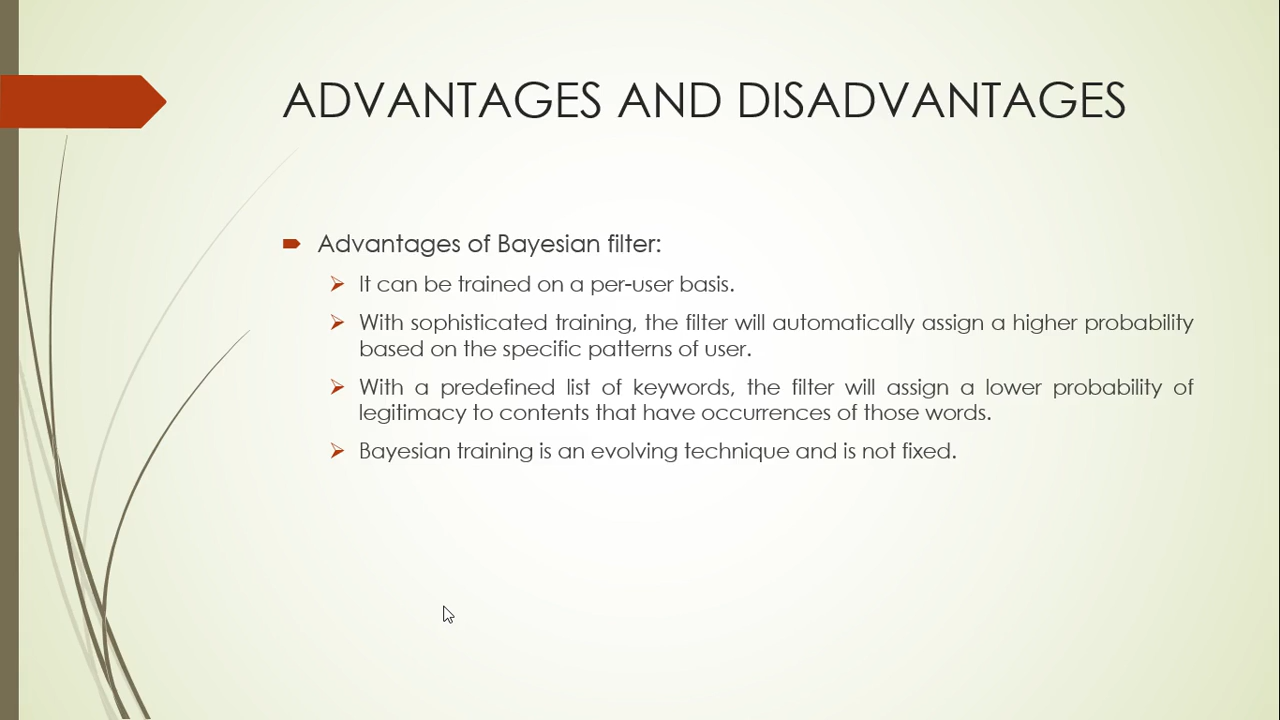 ADVANTAGES AND DISADVANTAGES
Advantages of Bayesian filter:
It can be trained on a per-user basis.
With sophisticated training, the filter will automatically assign a higher probability
based on the specific patterns of user.
With a predefined list of keywords, the filter will assign a lower probability of
legitimacy to contents that have occurrences of those words.
Bayesian training is an evolving technique and is not fixed.